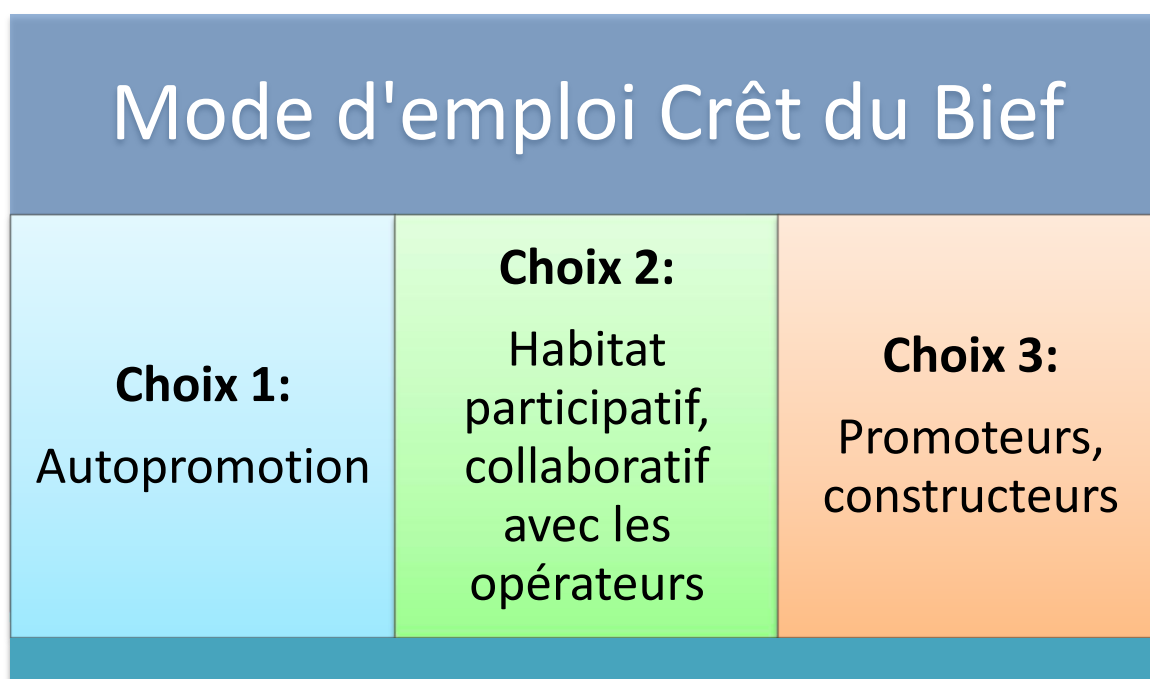 Mode d'emploi Crêt du Bief
Choix 1:
Autopromotion
Choix 2:
Habitat
participatif,
collaboratif
avec les
opérateurs
Choix 3:
Promoteurs,
constructeurs